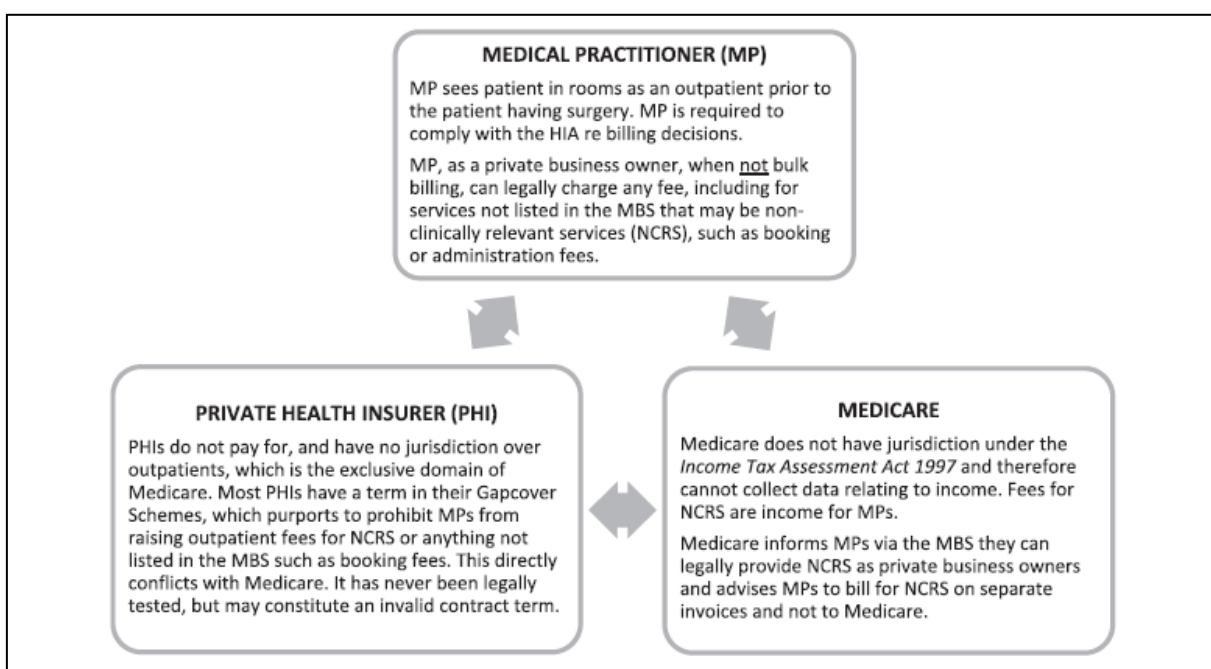 MEDICAL PRACTITIONER (MP)
MP sees patient in rooms as an outpatient prior to
the patient having surgery. MP is required to
comply with the HIA re billing decisions.
MP, as a private business owner, when not bulk
billing, can legally charge any fee, including for
services not listed in the MBS that may be non-
clinically relevant services (NCRS), such as booking
or administration fees.
PRIVATE HEALTH INSURER (PHI)
PHIs do not pay for, and have no jurisdiction over
outpatients, which is the exclusive domain of
Medicare. Most PHIs have a term in their Gapcover
Schemes, which purports to prohibit MPs from
raising outpatient fees for NCRS or anything not
listed in the MBS such as booking fees. This directly
conflicts with Medicare. It has never been legally
tested, but may constitute an invalid contract term.
MEDICARE
Medicare does not have jurisdiction under the
Income Tax Assessment Act 1997 and therefore
cannot collect data relating to income. Fees for
NCRS are income for MPs.
Medicare informs MPs via the MBS they can
legally provide NCRS as private business owners
and advises MPs to bill for NCRS on separate
invoices and not to Medicare.